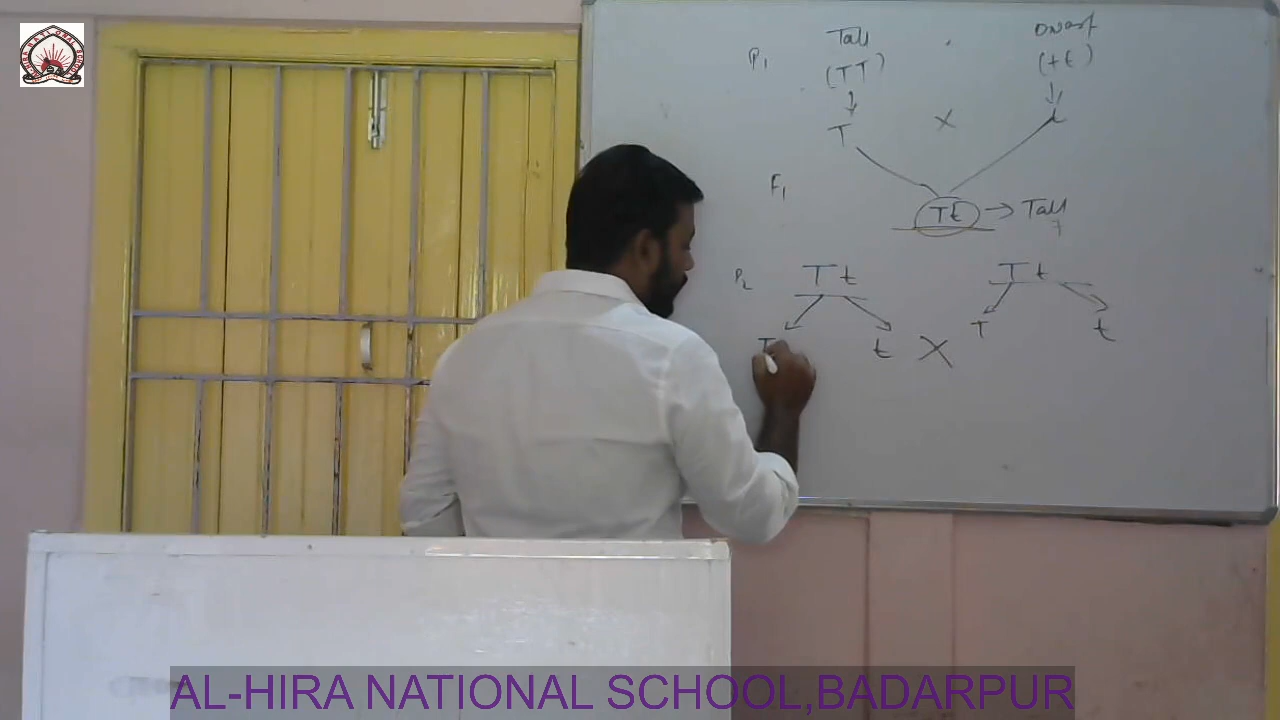 Tall Dwarf
P1 (TT) (tt)
T X t
F1
Tt → Tall
P2 Tt Tt
T t X T t
AL-HIRA NATIONAL SCHOOL,BADARPUR